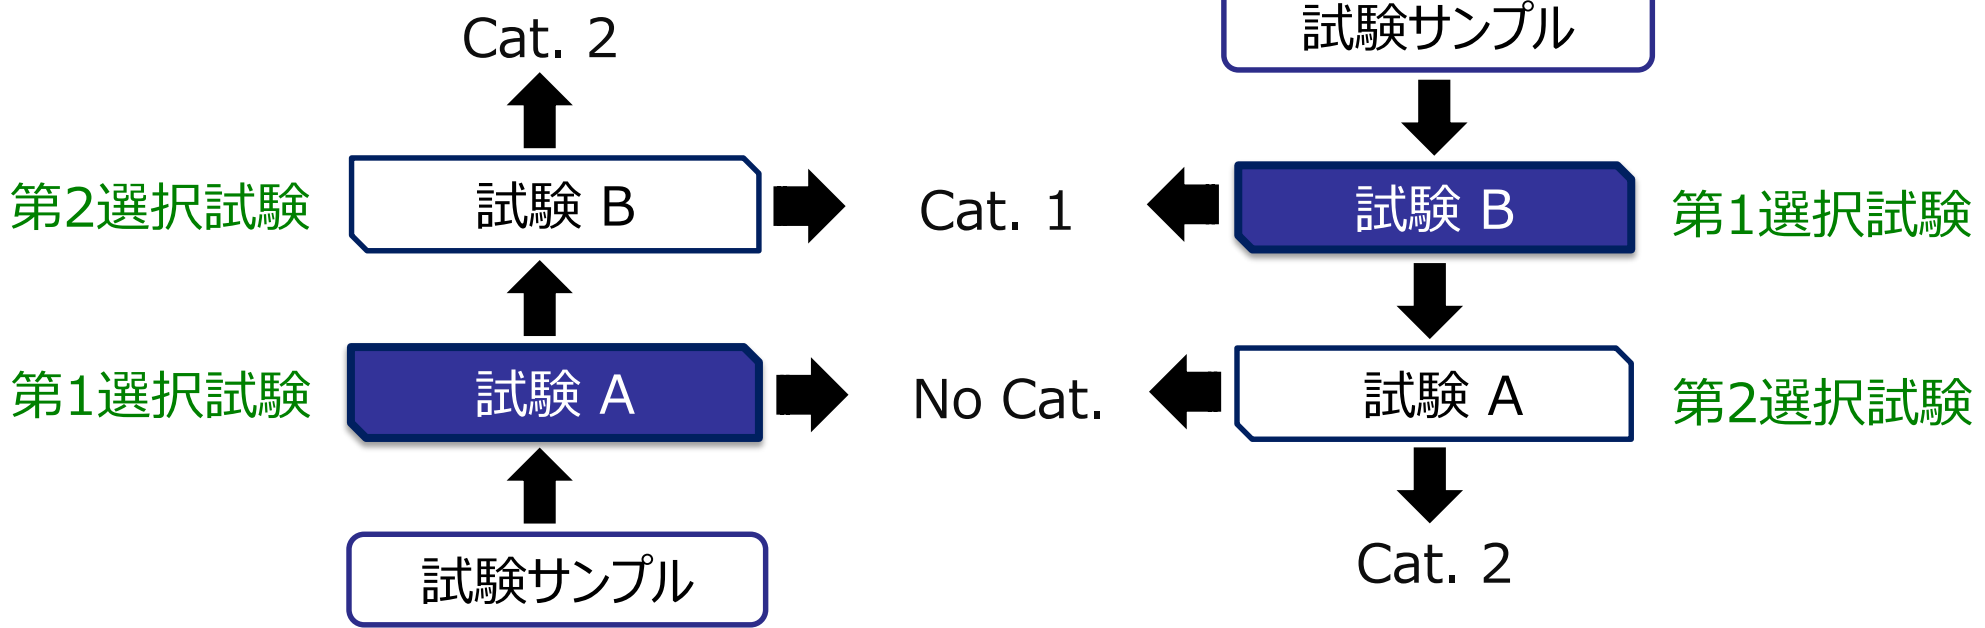 Cat. 2
試験サンプル
第2選択試験
試験 B
Cat. 1
試験 B
第1選択試験
第1選択試験
試験 A
No Cat.
試験 A
第2選択試験
試験サンプル
Cat. 2